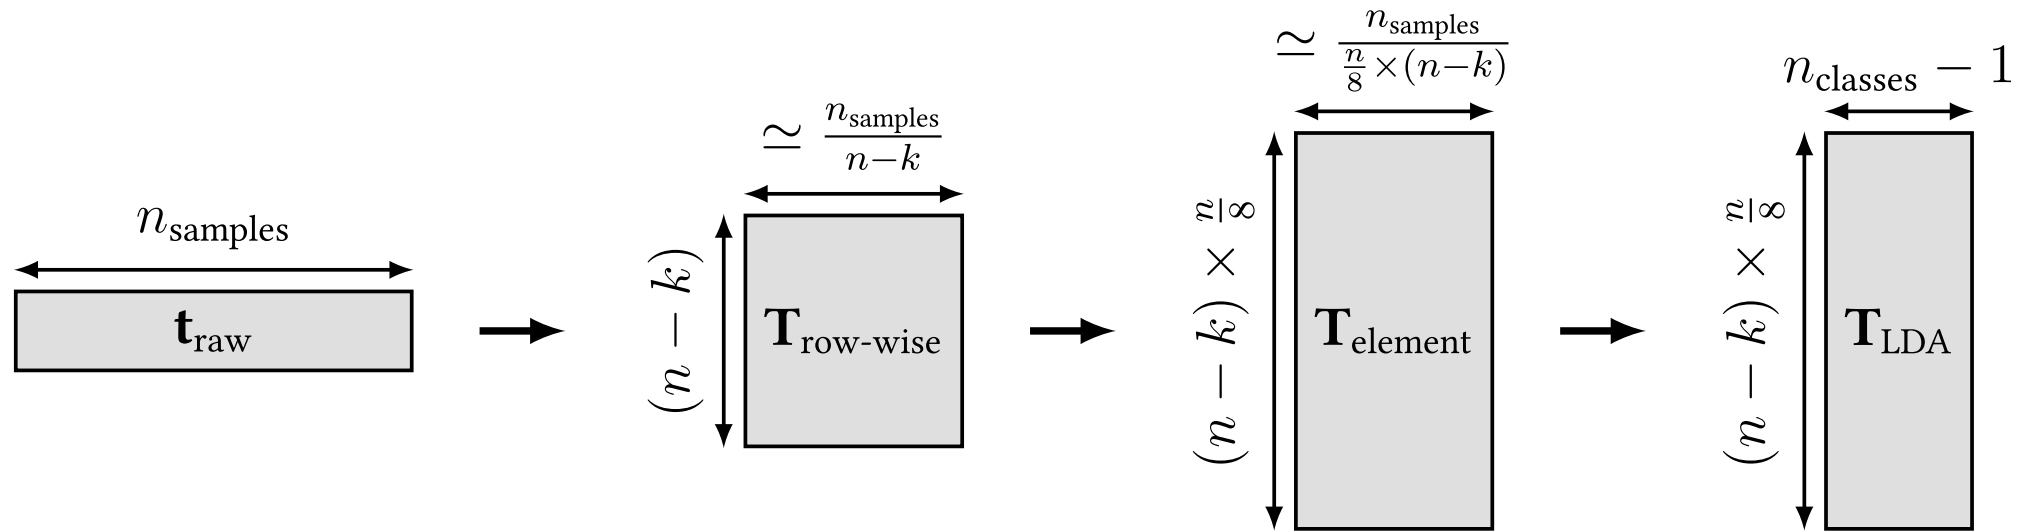 n_samples
t_raw
≃ n_samples / n−k
(n − k)
T_row-wise
≃ n_samples / n/8 ×(n−k)
(n − k) × n/8
T_element
n_classes − 1
(n − k) × n/8
T_LDA